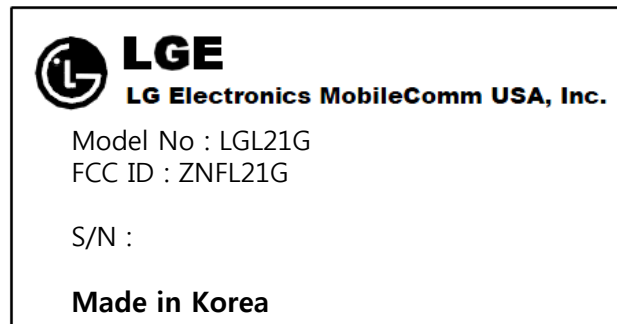 LGE
LG Electronics MobileComm USA, Inc.
Model No : LGL21G
FCC ID : ZNFL21G
S/N :
Made in Korea